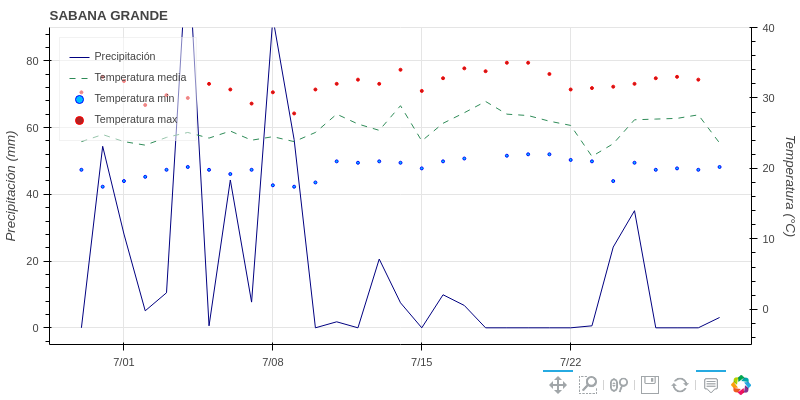 SABANA GRANDE
Precipitación
Temperatura media
Temperatura min
Temperatura max
Precipitación (mm)
80
60
40
20
0
40
30
20
10
0
Temperatura (°C)
7/01
7/08
7/15
7/22